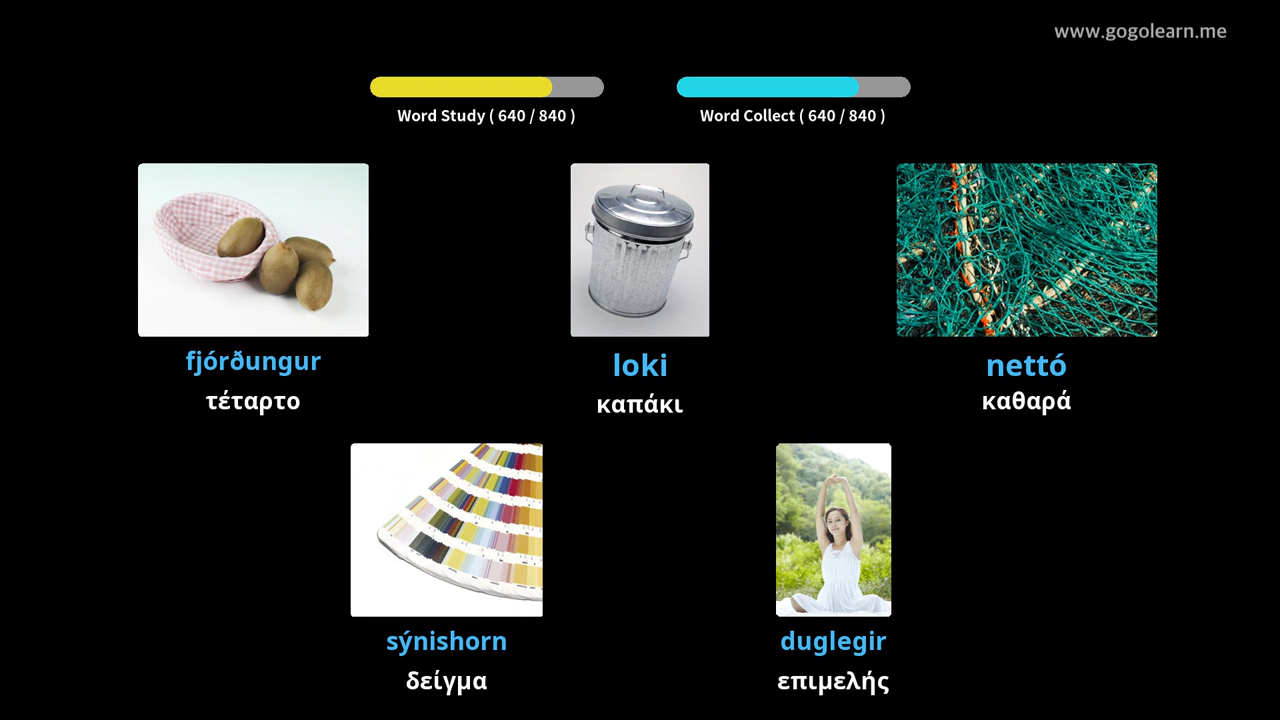 www.gogolearn.me
Word Study ( 640 / 840 )
Word Collect ( 640 / 840 )
fjórðungur
τέταρτο
loki
καπάκι
nettó
καθαρά
sýnishorn
δείγμα
duglegir
επιμελής